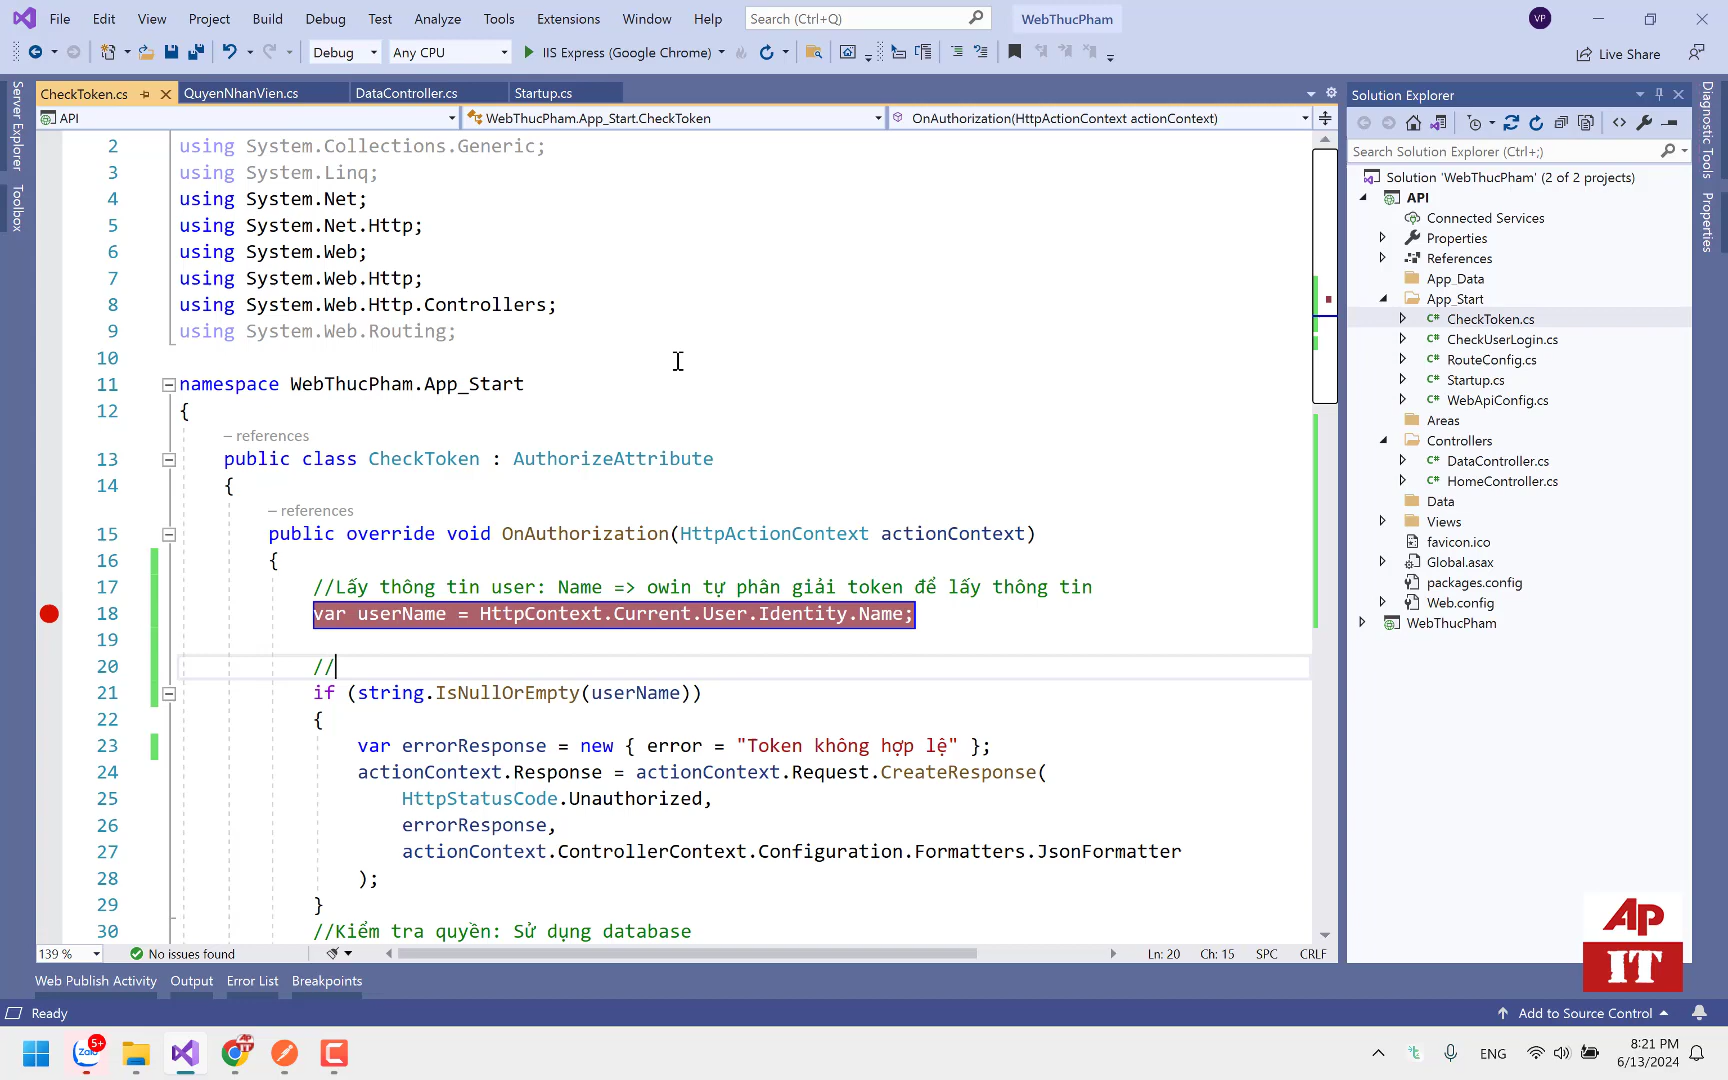 File Edit View Project Build Debug Test Analyze Tools Extensions Window Help Search (Ctrl+Q) WebThucPham VP
Debug Any CPU IIS Express (Google Chrome) Live Share
Server Explorer
Toolbox
CheckToken.cs QuyenNhanVien.cs DataController.cs Startup.cs
API WebThucPham.App_Start.CheckToken OnAuthorization(HttpActionContext actionContext)
2 using System.Collections.Generic;
3 using System.Linq;
4 using System.Net;
5 using System.Net.Http;
6 using System.Web;
7 using System.Web.Http;
8 using System.Web.Http.Controllers;
9 using System.Web.Routing;
10
11 namespace WebThucPham.App_Start
12 {
– references
13 public class CheckToken : AuthorizeAttribute
14 {
– references
15 public override void OnAuthorization(HttpActionContext actionContext)
16 {
17 //Lấy thông tin user: Name => owin tự phân giải token để lấy thông tin
18 var userName = HttpContext.Current.User.Identity.Name;
19
20 //
21 if (string.IsNullOrEmpty(userName))
22 {
23 var errorResponse = new { error = "Token không hợp lệ" };
24 actionContext.Response = actionContext.Request.CreateResponse(
25 HttpStatusCode.Unauthorized,
26 errorResponse,
27 actionContext.ControllerContext.Configuration.Formatters.JsonFormatter
28 );
29 }
30 //Kiểm tra quyền: Sử dụng database
139 % No issues found Ln: 20 Ch: 15 SPC CRLF
Web Publish Activity Output Error List Breakpoints
Solution Explorer
Search Solution Explorer (Ctrl+;)
Solution 'WebThucPham' (2 of 2 projects)
API
Connected Services
Properties
References
App_Data
App_Start
C# CheckToken.cs
C# CheckUserLogin.cs
C# RouteConfig.cs
C# Startup.cs
C# WebApiConfig.cs
Areas
Controllers
C# DataController.cs
C# HomeController.cs
Data
Views
favicon.ico
Global.asax
packages.config
Web.config
WebThucPham
Diagnostic Tools
Properties
AP
IT
Ready Add to Source Control
Zalo 5+ AP IT ENG 8:21 PM
6/13/2024